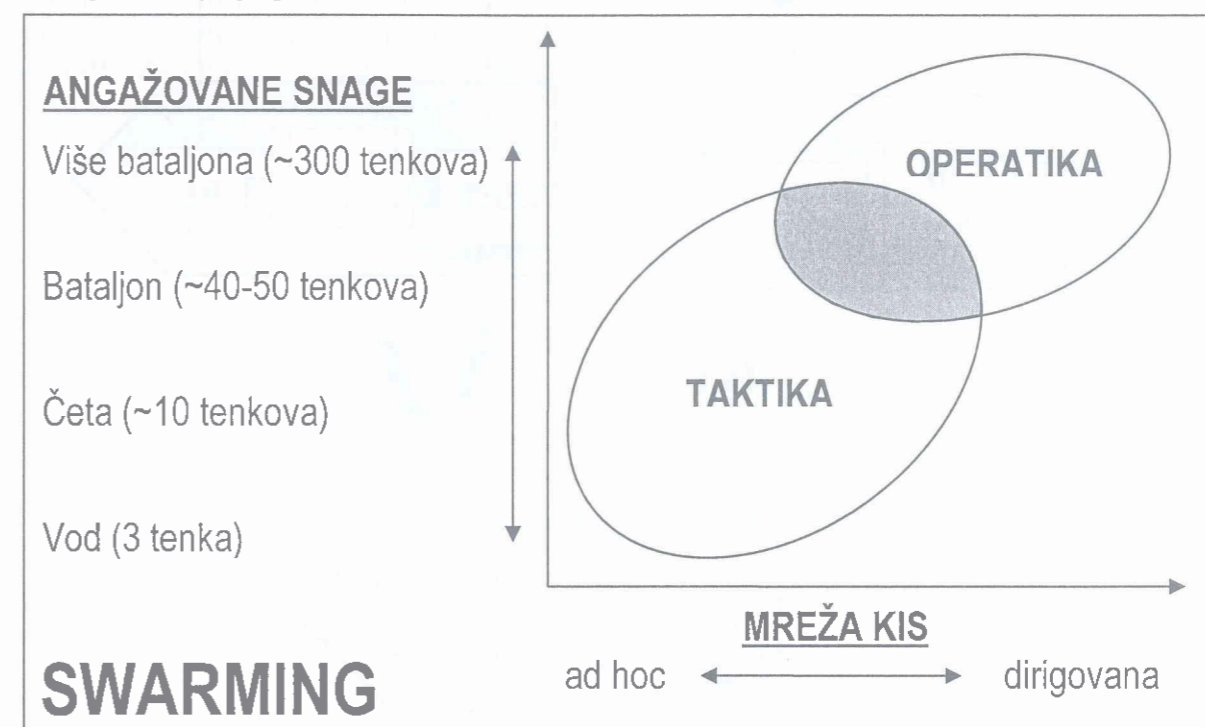 ANGAŽOVANE SNAGE
Više bataljona (~300 tenkova)
Bataljon (~40-50 tenkova)
Četa (~10 tenkova)
Vod (3 tenka)
SWARMING
OPERATIKA
TAKTIKA
MREŽA KIS
ad hoc
dirigovana